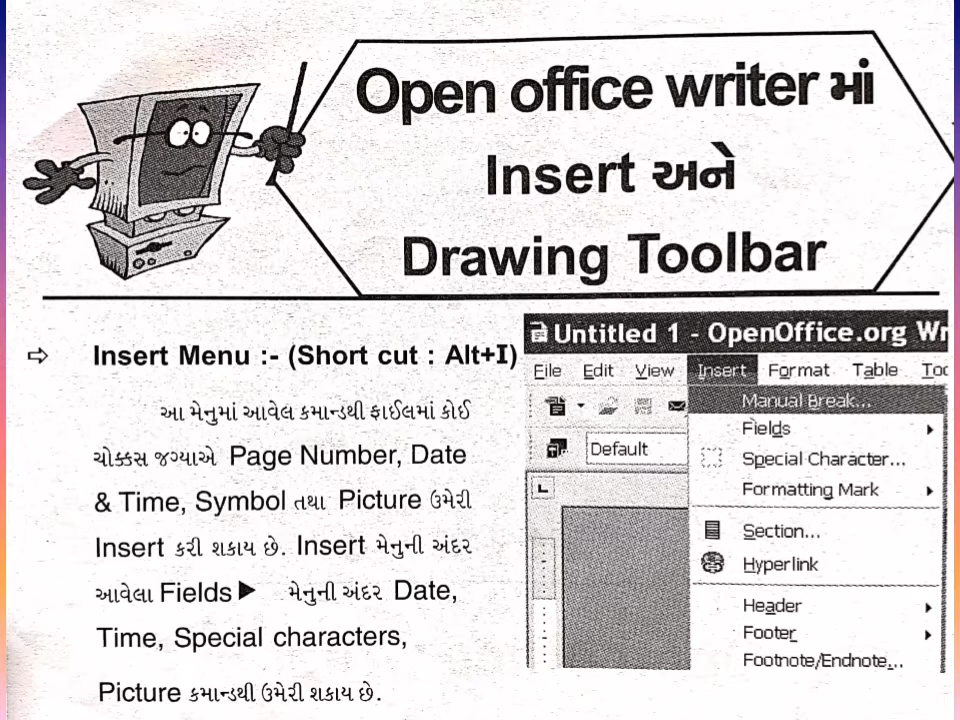 Open office writer માં
Insert અને
Drawing Toolbar
⇨ Insert Menu :- (Short cut : Alt+I)
આ મેનુમાં આવેલ કમાન્ડથી ફાઈલમાં કોઈ
ચોક્કસ જગ્યાએ Page Number, Date
& Time, Symbol તથા Picture ઉમેરી
Insert કરી શકાય છે. Insert મેનુની અંદર
આવેલા Fields ▶ મેનુની અંદર Date,
Time, Special characters,
Picture કમાન્ડથી ઉમેરી શકાય છે.
Untitled 1 - OpenOffice.org Wr
File Edit View Insert Format Table Too
Manual Break...
Fields
Default
Special Character...
Formatting Mark
Section...
Hyperlink
Header
Footer
Footnote/Endnote...